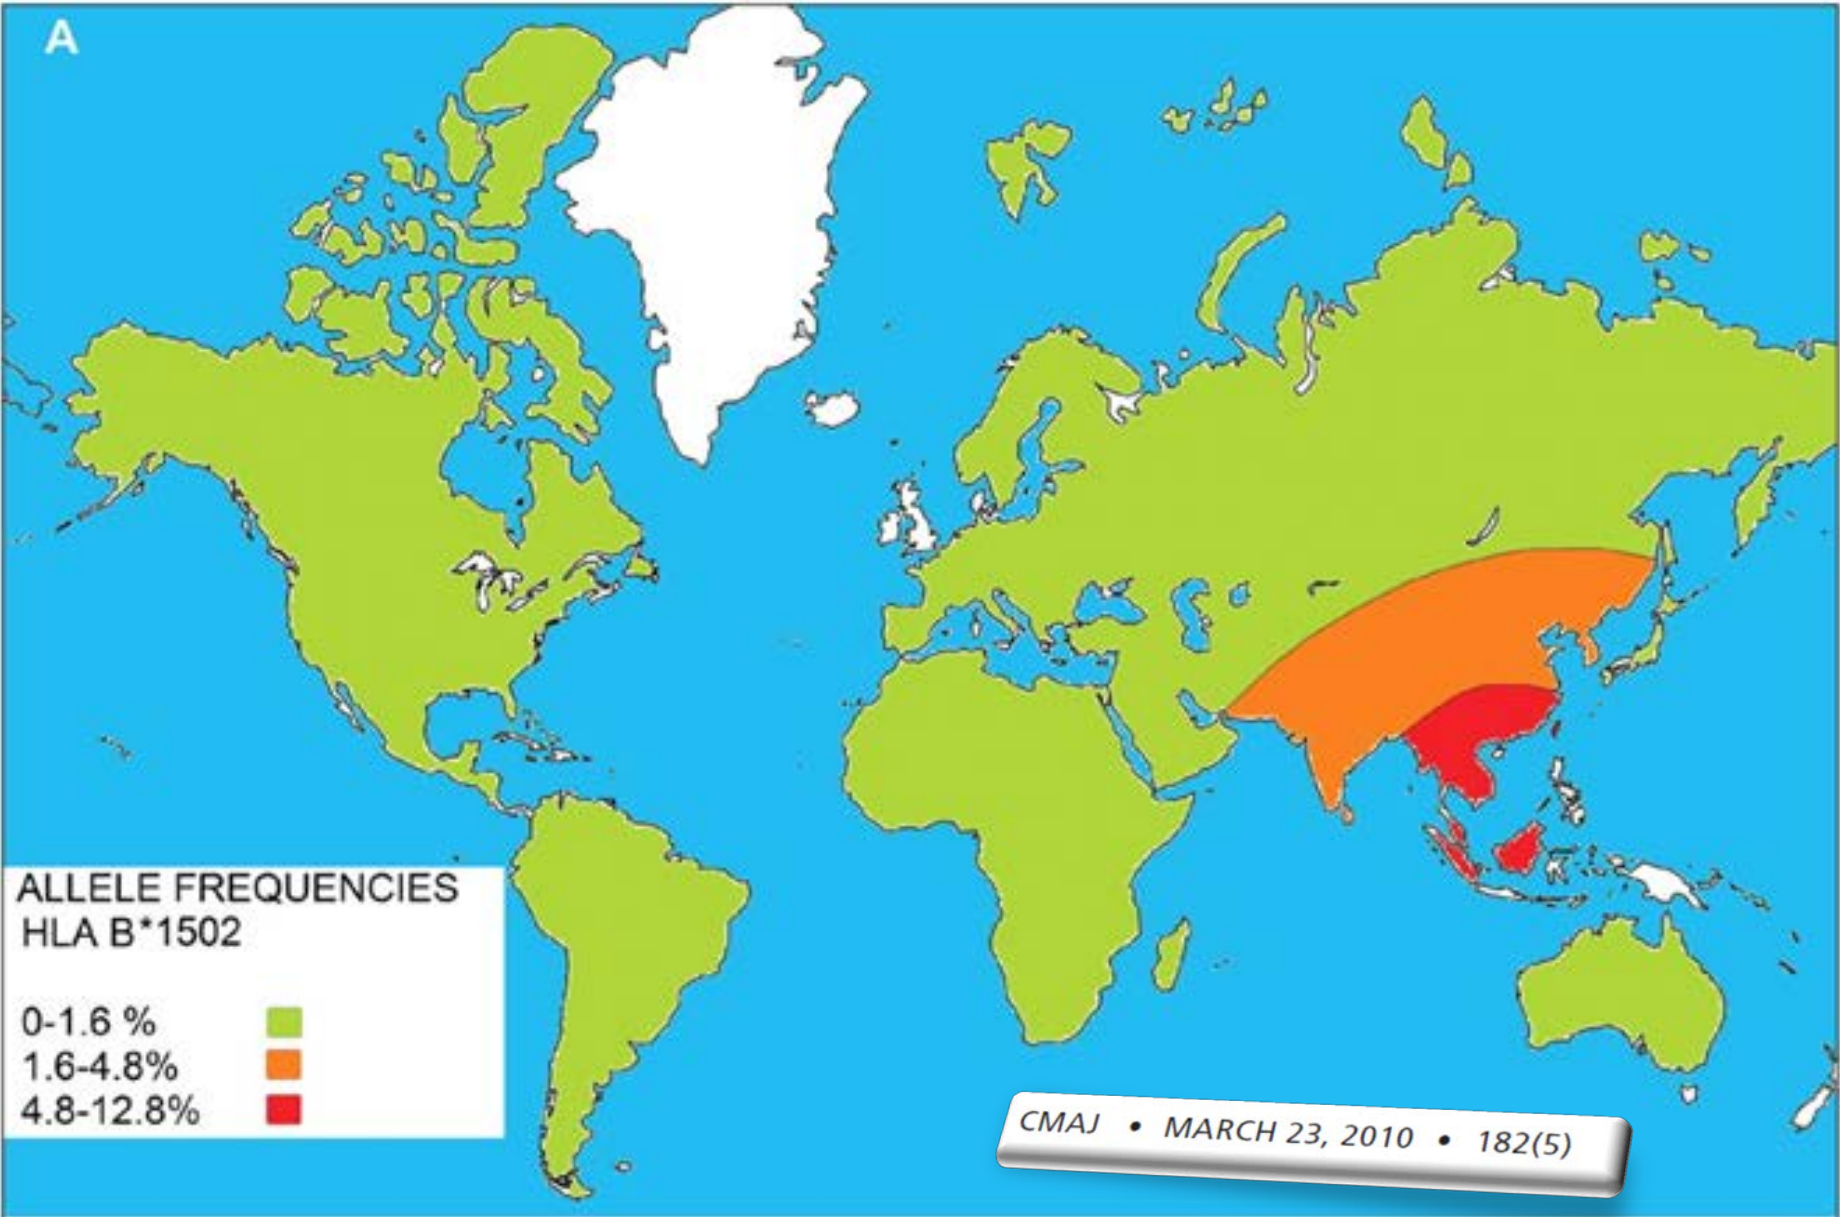 A
ALLELE FREQUENCIES
HLA B*1502
0-1.6 %
1.6-4.8%
4.8-12.8%
CMAJ • MARCH 23, 2010 • 182(5)